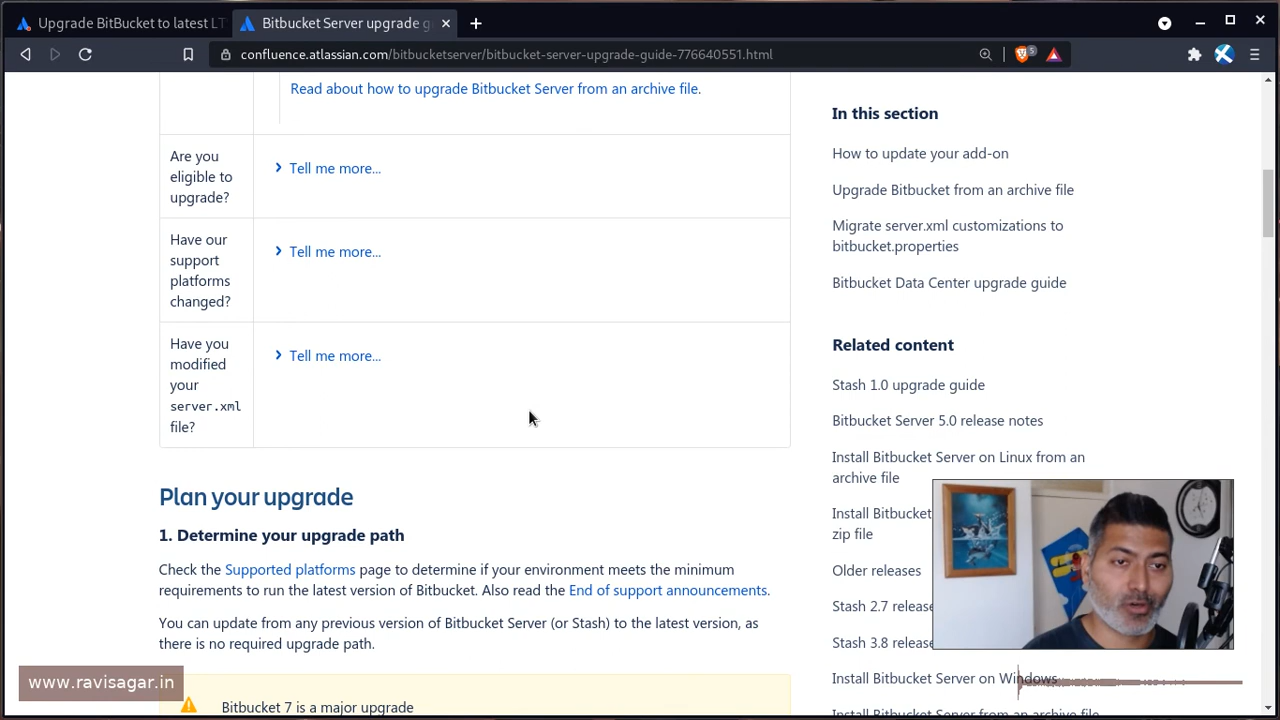 Upgrade BitBucket to latest LT
Bitbucket Server upgrade g
confluence.atlassian.com/bitbucketserver/bitbucket-server-upgrade-guide-776640551.html
5
Read about how to upgrade Bitbucket Server from an archive file.
Are you
eligible to
upgrade?
Tell me more...
Have our
support
platforms
changed?
Tell me more...
Have you
modified
your
server.xml
file?
Tell me more...
Plan your upgrade
1. Determine your upgrade path
Check the Supported platforms page to determine if your environment meets the minimum
requirements to run the latest version of Bitbucket. Also read the End of support announcements.
You can update from any previous version of Bitbucket Server (or Stash) to the latest version, as
there is no required upgrade path.
Bitbucket 7 is a major upgrade
In this section
How to update your add-on
Upgrade Bitbucket from an archive file
Migrate server.xml customizations to
bitbucket.properties
Bitbucket Data Center upgrade guide
Related content
Stash 1.0 upgrade guide
Bitbucket Server 5.0 release notes
Install Bitbucket Server on Linux from an
archive file
Install Bitbucket
zip file
Older releases
Stash 2.7 release
Stash 3.8 release
Install Bitbucket Server on Windows
Install Bitbucket Server from an archive file
www.ravisagar.in